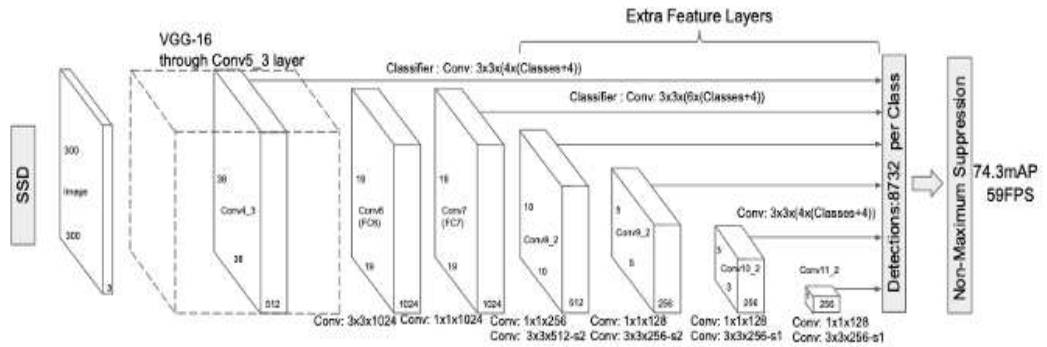 Extra Feature Layers
VGG-16
through Conv5_3 layer
Classifier : Conv: 3x3x(4x(Classes+4))
Classifier : Conv: 3x3x(6x(Classes+4))
SSD
300
Image
300
3
38
Conv4_3
38
512
19
Conv6
(FC6)
19
1024
19
Conv7
(FC7)
19
1024
10
Conv8_2
10
512
5
Conv9_2
5
256
Conv: 3x3x(4x(Classes+4))
3
Conv10_2
3
256
Conv11_2
256
Detections:8732 per Class
Non-Maximum Suppression
74.3mAP
59FPS
Conv: 3x3x1024
Conv: 1x1x1024
Conv: 1x1x256
Conv: 3x3x512-s2
Conv: 1x1x128
Conv: 3x3x256-s2
Conv: 1x1x128
Conv: 3x3x256-s1
Conv: 1x1x128
Conv: 3x3x256-s1